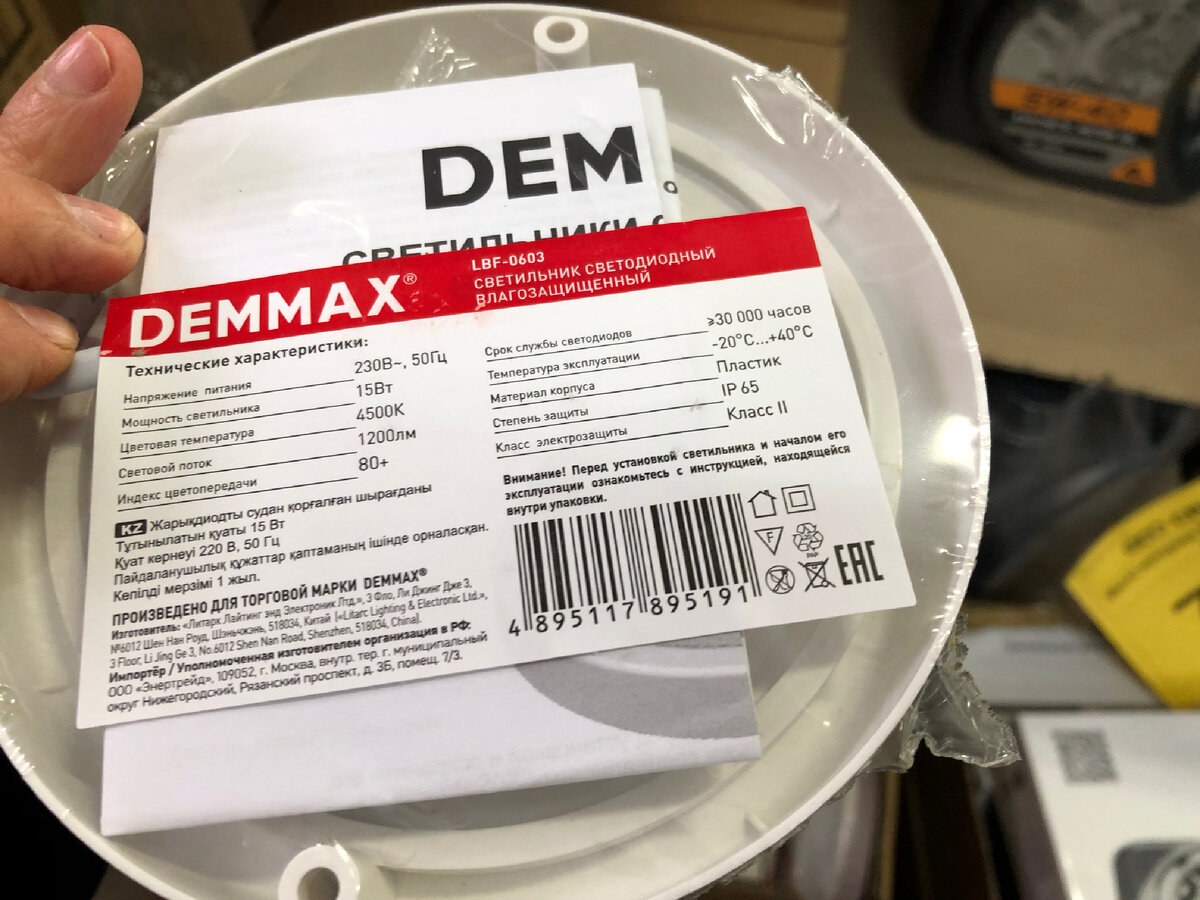 DEM
СВЕТИЛЬНИКИ С
DEMMAX®
LBF-0603
СВЕТИЛЬНИК СВЕТОДИОДНЫЙ
ВЛАГОЗАЩИЩЕННЫЙ
Технические характеристики:
Напряжение питания 230В~, 50Гц
Мощность светильника 15Вт
Цветовая температура 4500К
Световой поток 1200лм
Индекс цветопередачи 80+
Срок службы светодиодов ≥30 000 часов
Температура эксплуатации -20°С...+40°С
Материал корпуса Пластик
Степень защиты IP 65
Класс электрозащиты Класс II
Внимание! Перед установкой светильника и началом его
эксплуатации ознакомьтесь с инструкцией, находящейся
внутри упаковки.
KZ Жарықдиодты судан қорғалған шырағданы
Тұтынылатын қуаты 15 Вт
Қуат кернеуі 220 В, 50 Гц
Пайдаланушылық құжаттар қаптаманың ішінде орналасқан.
Кепілді мерзімі 1 жыл.
ПРОИЗВЕДЕНО ДЛЯ ТОРГОВОЙ МАРКИ DEMMAX®
Изготовитель: «Литарк Лайтинг энд Электроник Лтд.», 3 Фло, Ли Джинг Дже 3,
№6012 Шен Нан Роуд, Шэньчжэнь, 518034, Китай («Litarc Lighting & Electronic Ltd.»,
3 Floor, Li Jing Ge 3, No.6012 Shen Nan Road, Shenzhen, 518034, China).
Импортёр / Уполномоченная изготовителем организация в РФ:
ООО «Энертрейд», 109052, г. Москва, внутр. тер. г. муниципальный
округ Нижегородский, Рязанский проспект, д. 3Б, помещ. 7/3.
4 895117 895191
F
PAP
EAC
5W-40